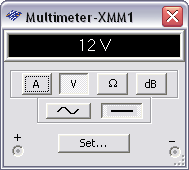 Multimeter-XMM1
12 V
A V Ω dB
Set...
+ −